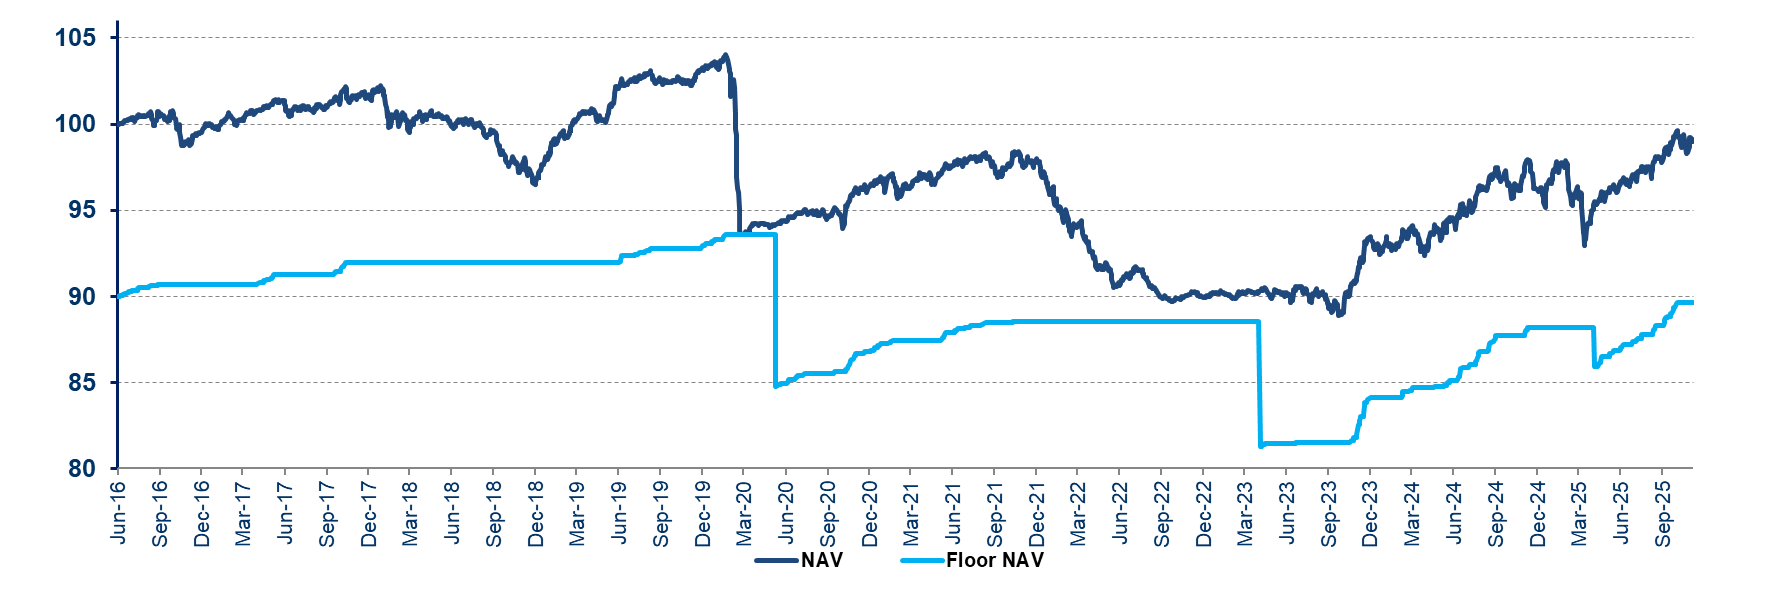 105
100
95
90
85
80
Jun-16
Sep-16
Dec-16
Mar-17
Jun-17
Sep-17
Dec-17
Mar-18
Jun-18
Sep-18
Dec-18
Mar-19
Jun-19
Sep-19
Dec-19
Mar-20
Jun-20
Sep-20
Dec-20
Mar-21
Jun-21
Sep-21
Dec-21
Mar-22
Jun-22
Sep-22
Dec-22
Mar-23
Jun-23
Sep-23
Dec-23
Mar-24
Jun-24
Sep-24
Dec-24
Mar-25
Jun-25
Sep-25
NAV
Floor NAV